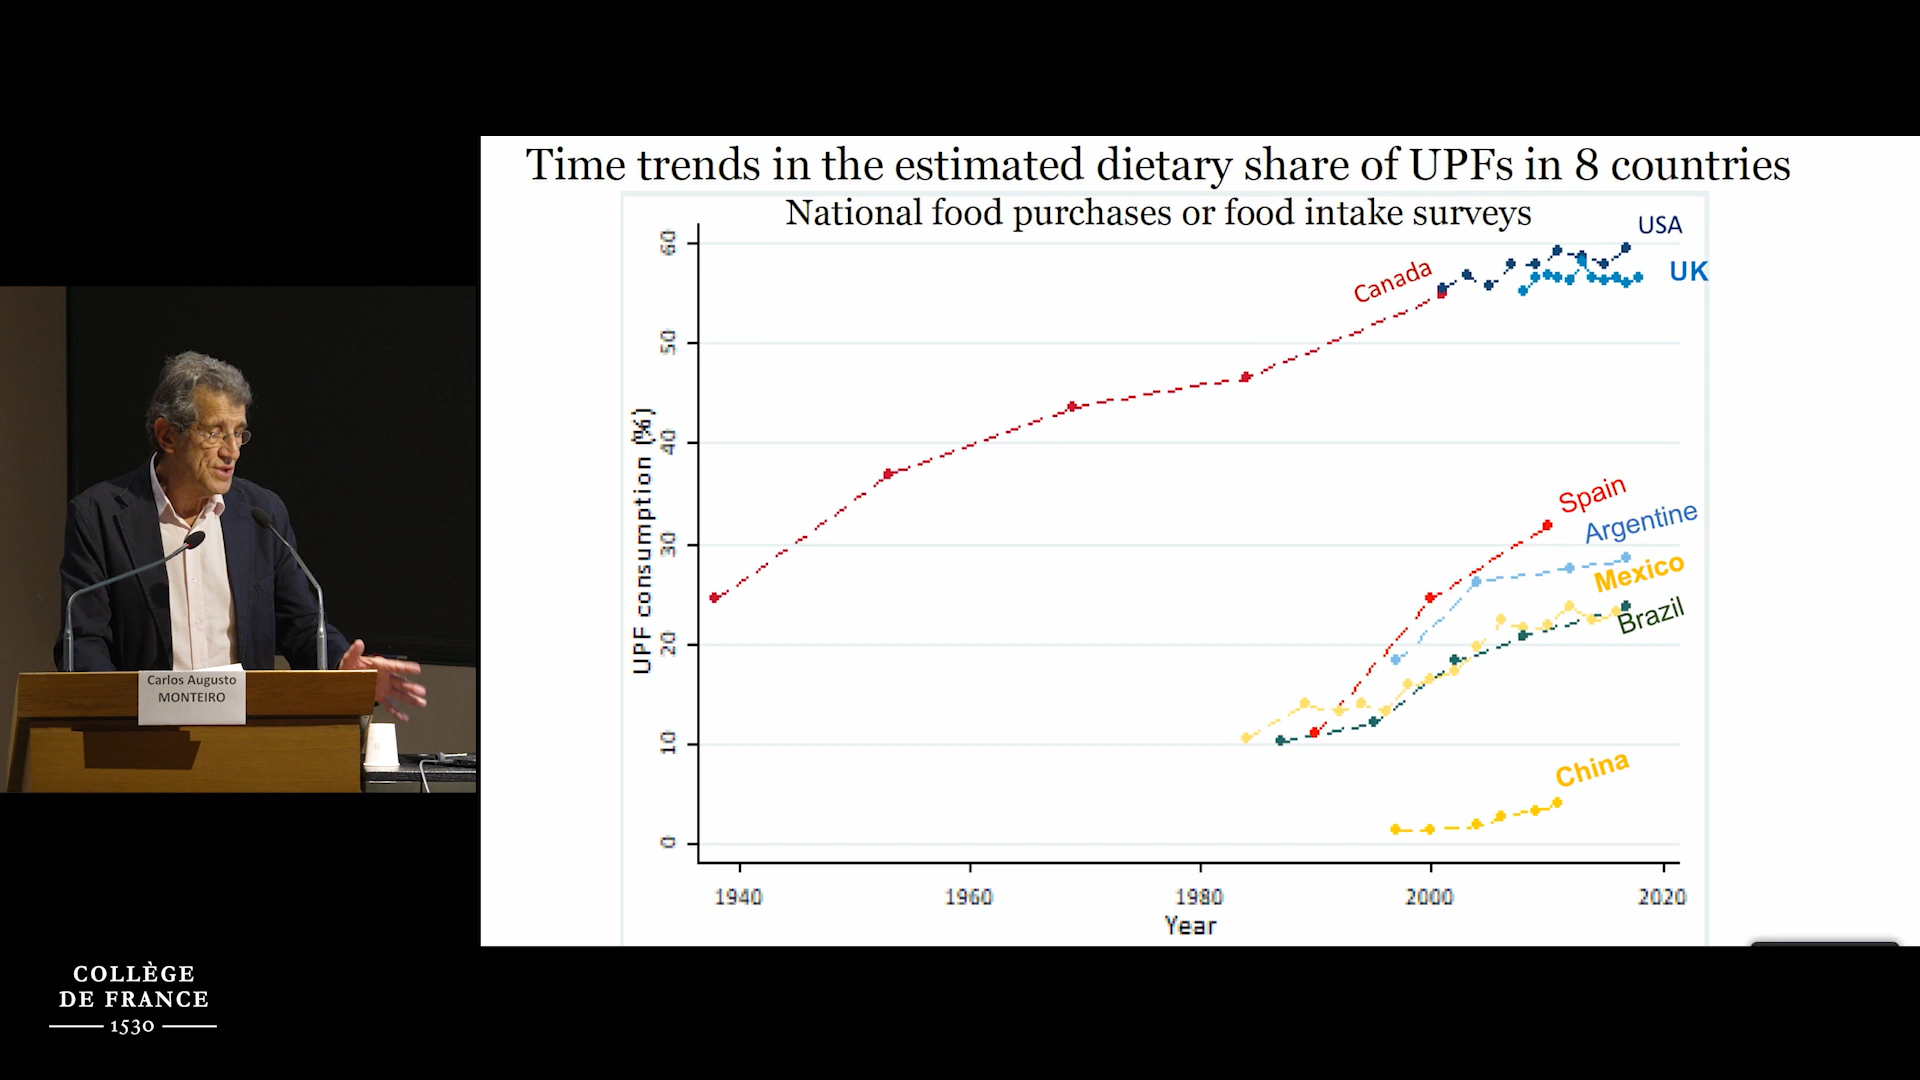 Time trends in the estimated dietary share of UPFs in 8 countries
National food purchases or food intake surveys
USA
UK
Canada
Spain
Argentine
Mexico
Brazil
China
UPF consumption (%)
60
50
40
30
20
10
0
1940 1960 1980 2000 2020
Year
Carlos Augusto
MONTEIRO
COLLÈGE
DE FRANCE
1530